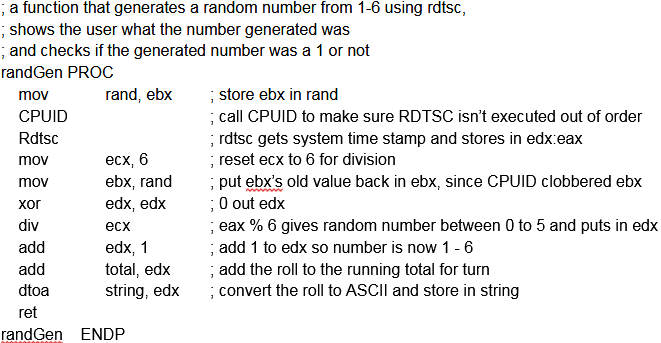 ; a function that generates a random number from 1-6 using rdtsc,
; shows the user what the number generated was
; and checks if the generated number was a 1 or not
randGen PROC
mov rand, ebx ; store ebx in rand
CPUID ; call CPUID to make sure RDTSC isn’t executed out of order
Rdtsc ; rdtsc gets system time stamp and stores in edx:eax
mov ecx, 6 ; reset ecx to 6 for division
mov ebx, rand ; put ebx’s old value back in ebx, since CPUID clobbered ebx
xor edx, edx ; 0 out edx
div ecx ; eax % 6 gives random number between 0 to 5 and puts in edx
add edx, 1 ; add 1 to edx so number is now 1 - 6
add total, edx ; add the roll to the running total for turn
dtoa string, edx ; convert the roll to ASCII and store in string
ret
randGen ENDP